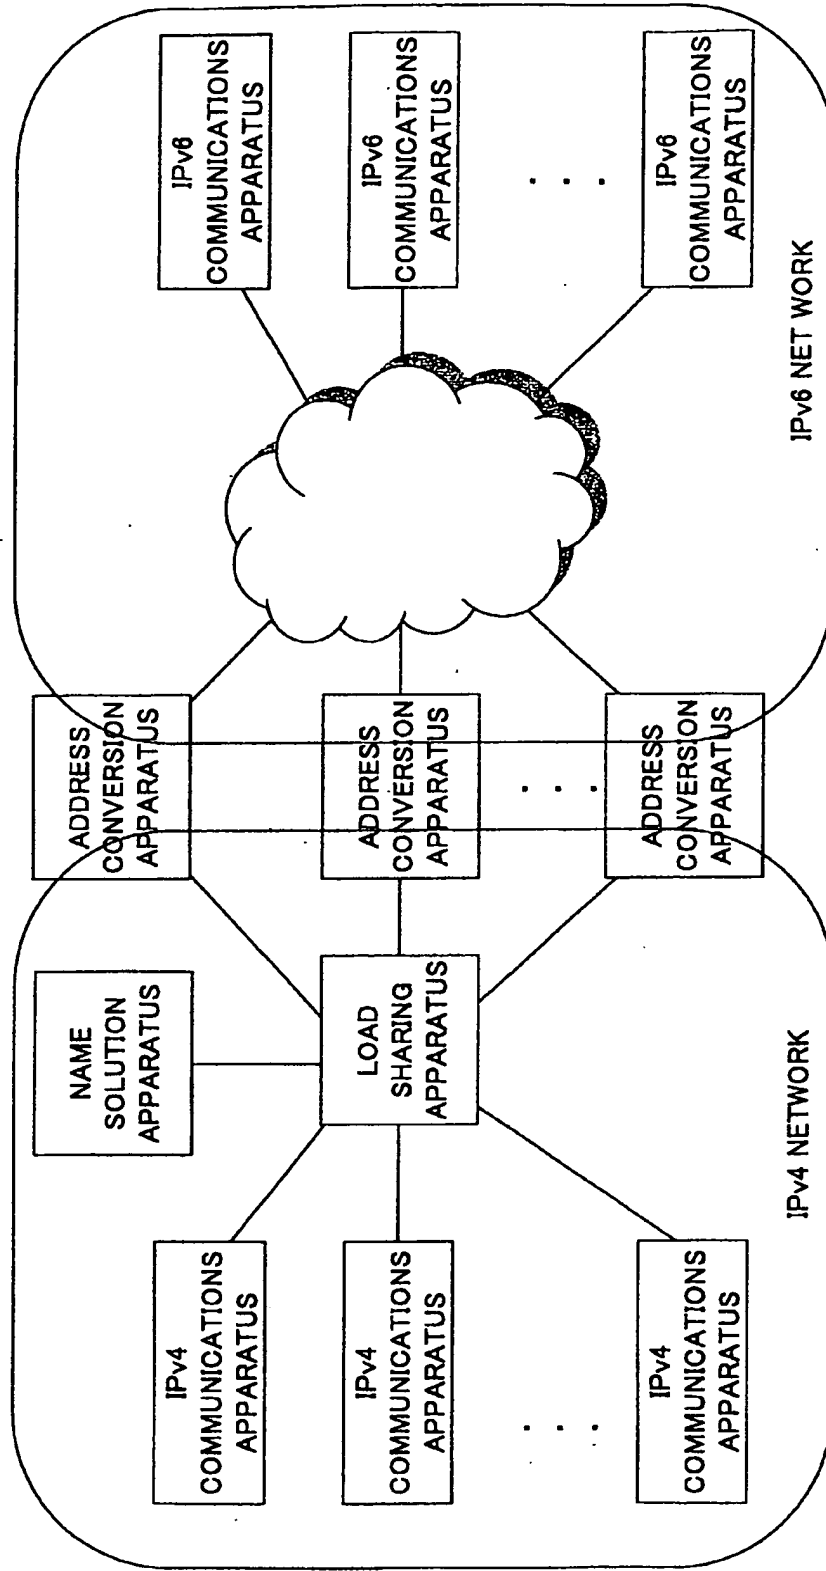 IPv4
COMMUNICATIONS
APPARATUS
IPv4
COMMUNICATIONS
APPARATUS
. . .
IPv4
COMMUNICATIONS
APPARATUS
NAME
SOLUTION
APPARATUS
LOAD
SHARING
APPARATUS
IPv4 NETWORK
ADDRESS
CONVERSION
APPARATUS
ADDRESS
CONVERSION
APPARATUS
. . .
ADDRESS
CONVERSION
APPARATUS
IPv6
COMMUNICATIONS
APPARATUS
IPv6
COMMUNICATIONS
APPARATUS
. . .
IPv6
COMMUNICATIONS
APPARATUS
IPv6 NET WORK